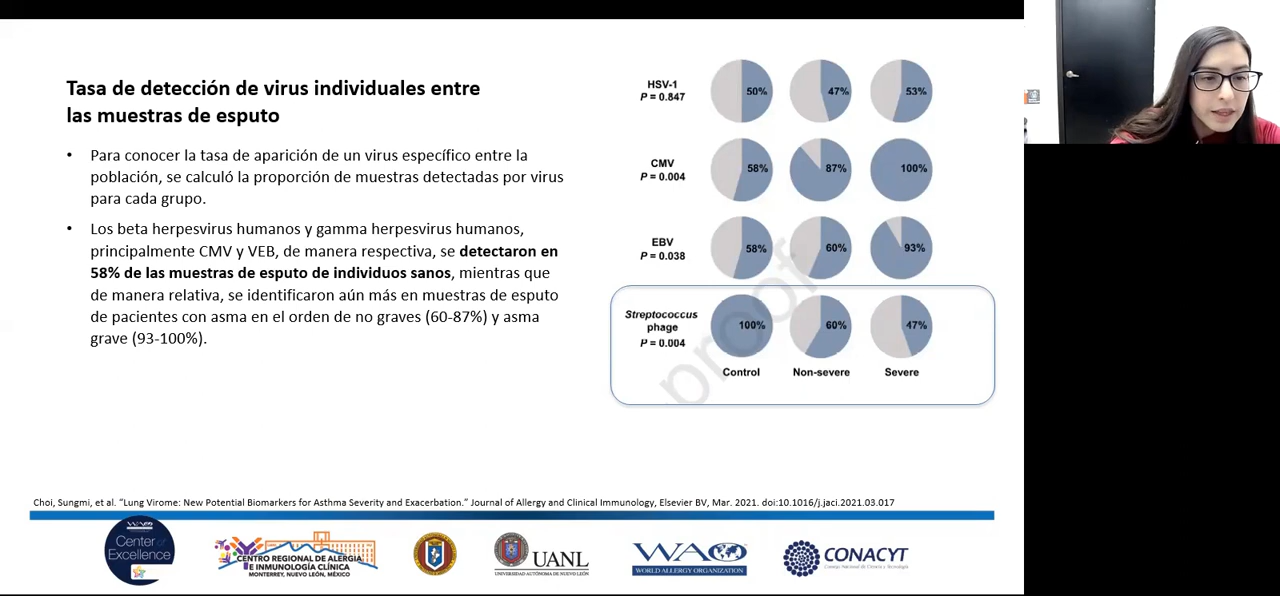 Tasa de detección de virus individuales entre
las muestras de esputo
• Para conocer la tasa de aparición de un virus específico entre la
población, se calculó la proporción de muestras detectadas por virus
para cada grupo.
• Los beta herpesvirus humanos y gamma herpesvirus humanos,
principalmente CMV y VEB, de manera respectiva, se detectaron en
58% de las muestras de esputo de individuos sanos, mientras que
de manera relativa, se identificaron aún más en muestras de esputo
de pacientes con asma en el orden de no graves (60-87%) y asma
grave (93-100%).
HSV-1
P = 0.847
50%
47%
53%
CMV
P = 0.004
58%
87%
100%
EBV
P = 0.038
58%
60%
93%
Streptococcus
phage
P = 0.004
100%
60%
47%
Control
Non-severe
Severe
proof
Choi, Sungmi, et al. “Lung Virome: New Potential Biomarkers for Asthma Severity and Exacerbation.” Journal of Allergy and Clinical Immunology, Elsevier BV, Mar. 2021. doi:10.1016/j.jaci.2021.03.017
WAO
Center of
Excellence
CENTRO REGIONAL DE ALERGIA
E INMUNOLOGÍA CLÍNICA
MONTERREY, NUEVO LEÓN, MÉXICO
UANL
UNIVERSIDAD AUTÓNOMA DE NUEVO LEÓN
WAO
WORLD ALLERGY ORGANIZATION
CONACYT
Consejo Nacional de Ciencia y Tecnología